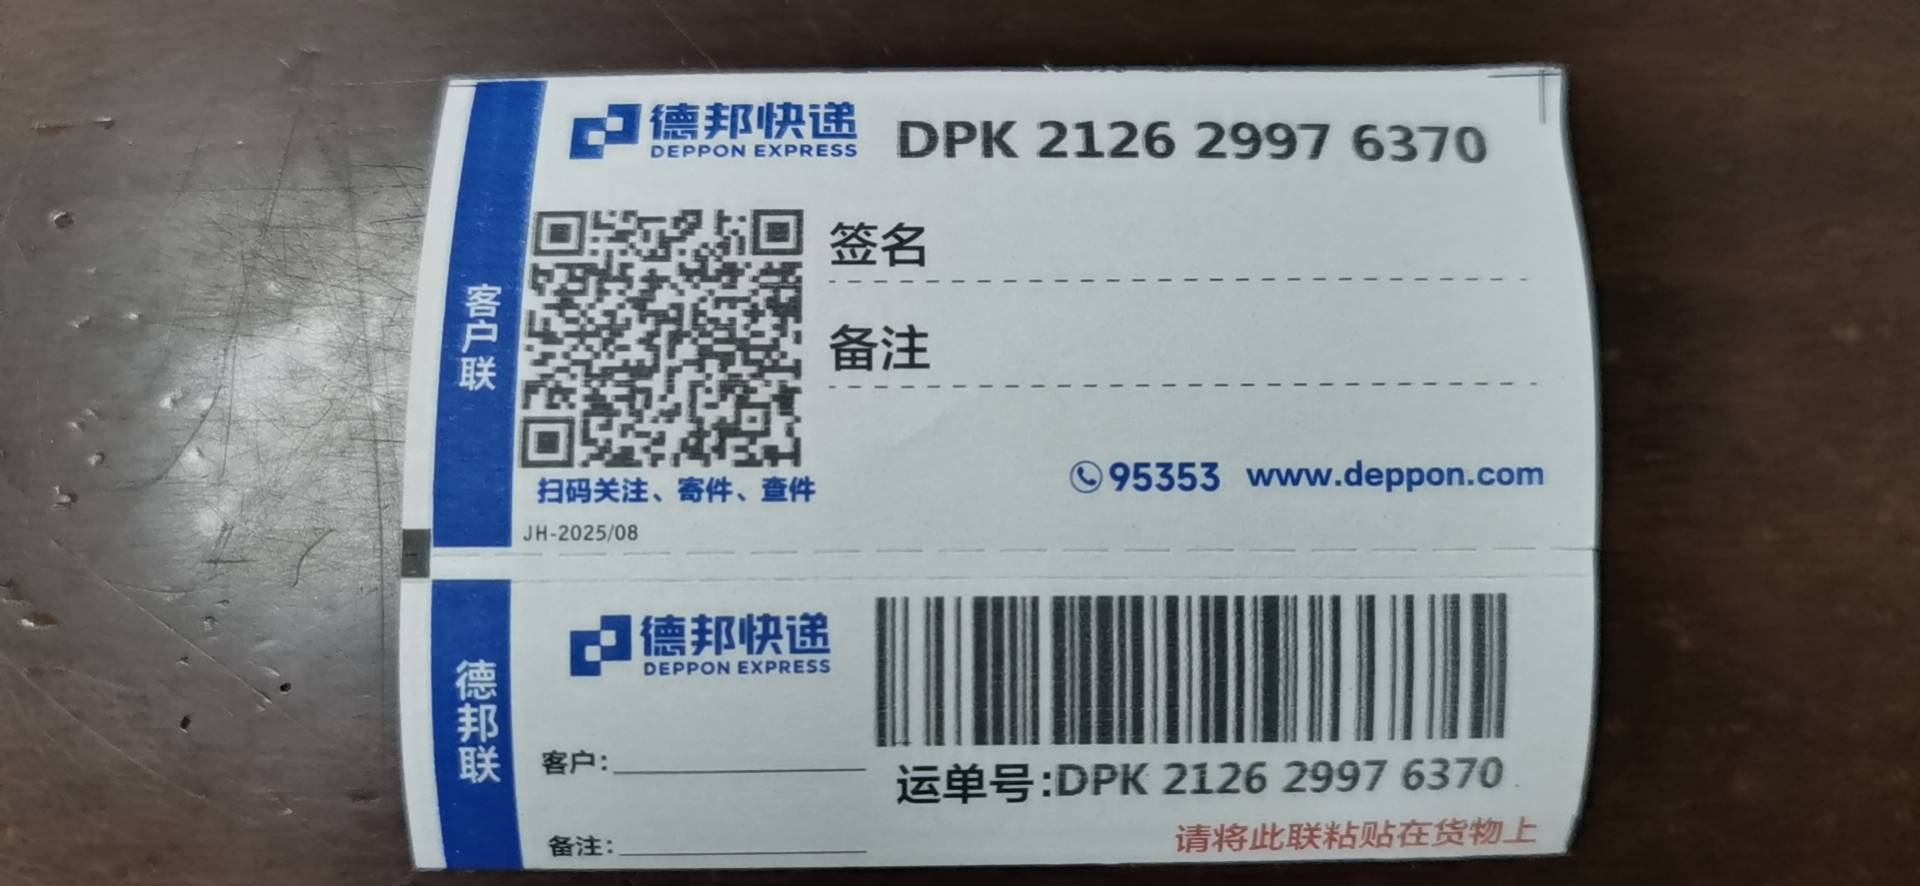 德邦快递
DEPPON EXPRESS
DPK 2126 2997 6370
客户联
签名
备注
扫码关注、寄件、查件
95353 www.deppon.com
JH-2025/08
德邦联
德邦快递
DEPPON EXPRESS
客户:
备注:
运单号:DPK 2126 2997 6370
请将此联粘贴在货物上